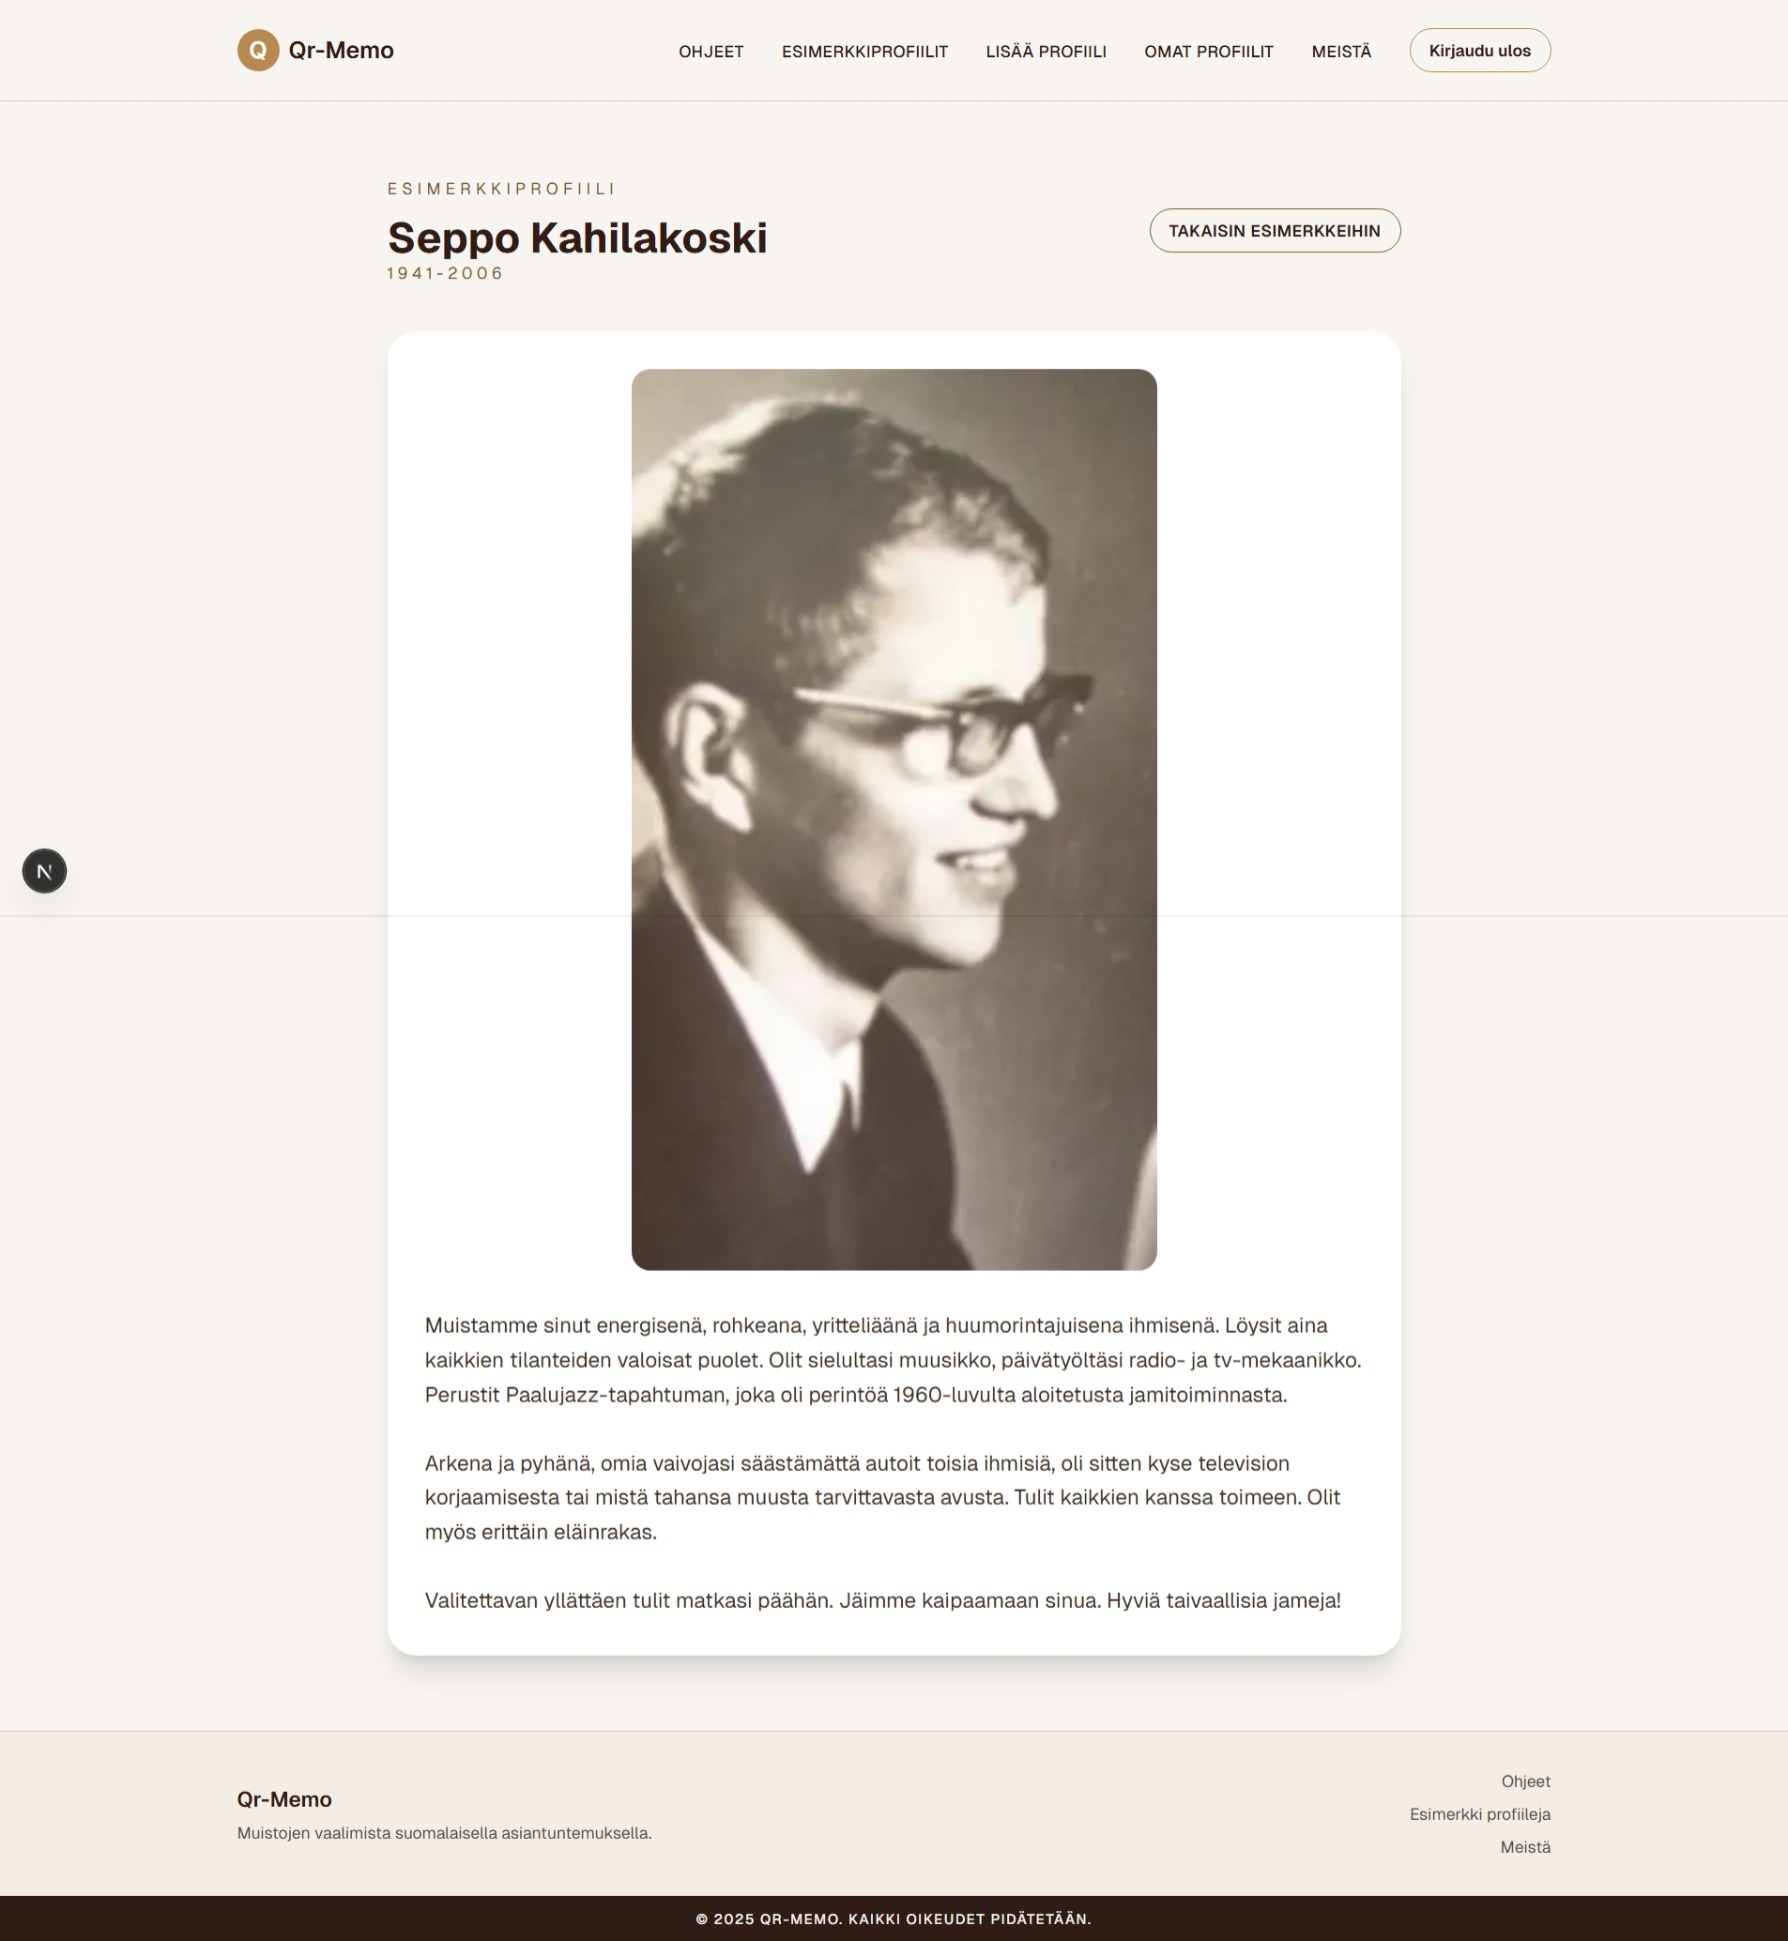 Q Qr-Memo
OHJEET ESIMERKKIPROFIILIT LISÄÄ PROFIILI OMAT PROFIILIT MEISTÄ Kirjaudu ulos
ESIMERKKIPROFIILI
Seppo Kahilakoski
1941-2006
TAKAISIN ESIMERKKEIHIN
N
Muistamme sinut energisenä, rohkeana, yritteliäänä ja huumorintajuisena ihmisenä. Löysit aina
kaikkien tilanteiden valoisat puolet. Olit sielultasi muusikko, päivätyöltäsi radio- ja tv-mekaanikko.
Perustit Paalujazz-tapahtuman, joka oli perintöä 1960-luvulta aloitetusta jamitoiminnasta.
Arkena ja pyhänä, omia vaivojasi säästämättä autoit toisia ihmisiä, oli sitten kyse television
korjaamisesta tai mistä tahansa muusta tarvittavasta avusta. Tulit kaikkien kanssa toimeen. Olit
myös erittäin eläinrakas.
Valitettavan yllättäen tulit matkasi päähän. Jäimme kaipaamaan sinua. Hyviä taivaallisia jameja!
Qr-Memo
Muistojen vaalimista suomalaisella asiantuntemuksella.
Ohjeet
Esimerkki profiileja
Meistä
© 2025 QR-MEMO. KAIKKI OIKEUDET PIDÄTETÄÄN.